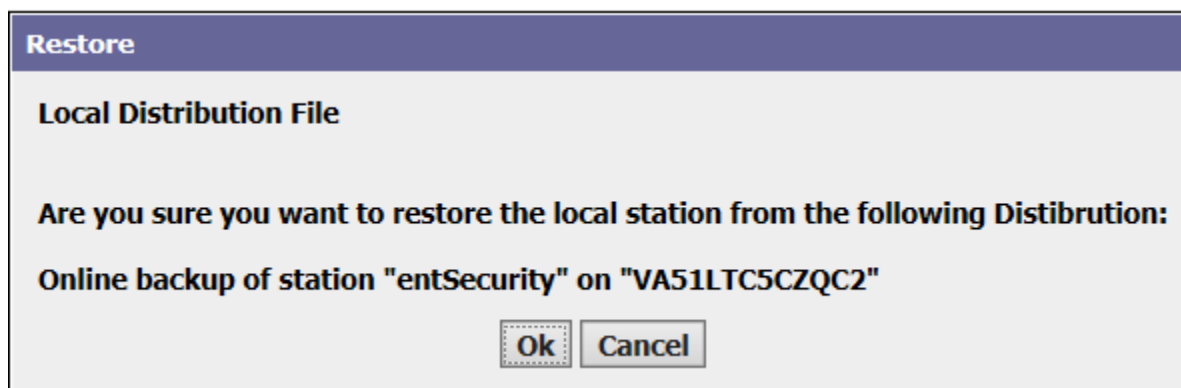 Restore
Local Distribution File
Are you sure you want to restore the local station from the following Distibrution:
Online backup of station "entSecurity" on "VA51LTC5CZQC2"
Ok Cancel